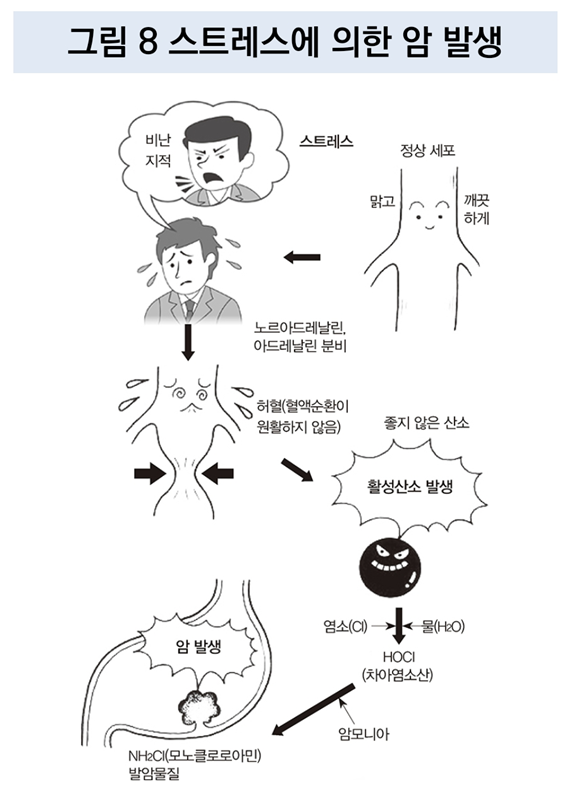 그림 8 스트레스에 의한 암 발생
비난
지적
스트레스
정상 세포
맑고
깨끗
하게
노르아드레날린,
아드레날린 분비
허혈(혈액순환이
원활하지 않음)
좋지 않은 산소
활성산소 발생
염소(Cl)
물(H₂O)
HOCl
(차아염소산)
암모니아
암 발생
NH₂Cl(모노클로로아민)
발암물질